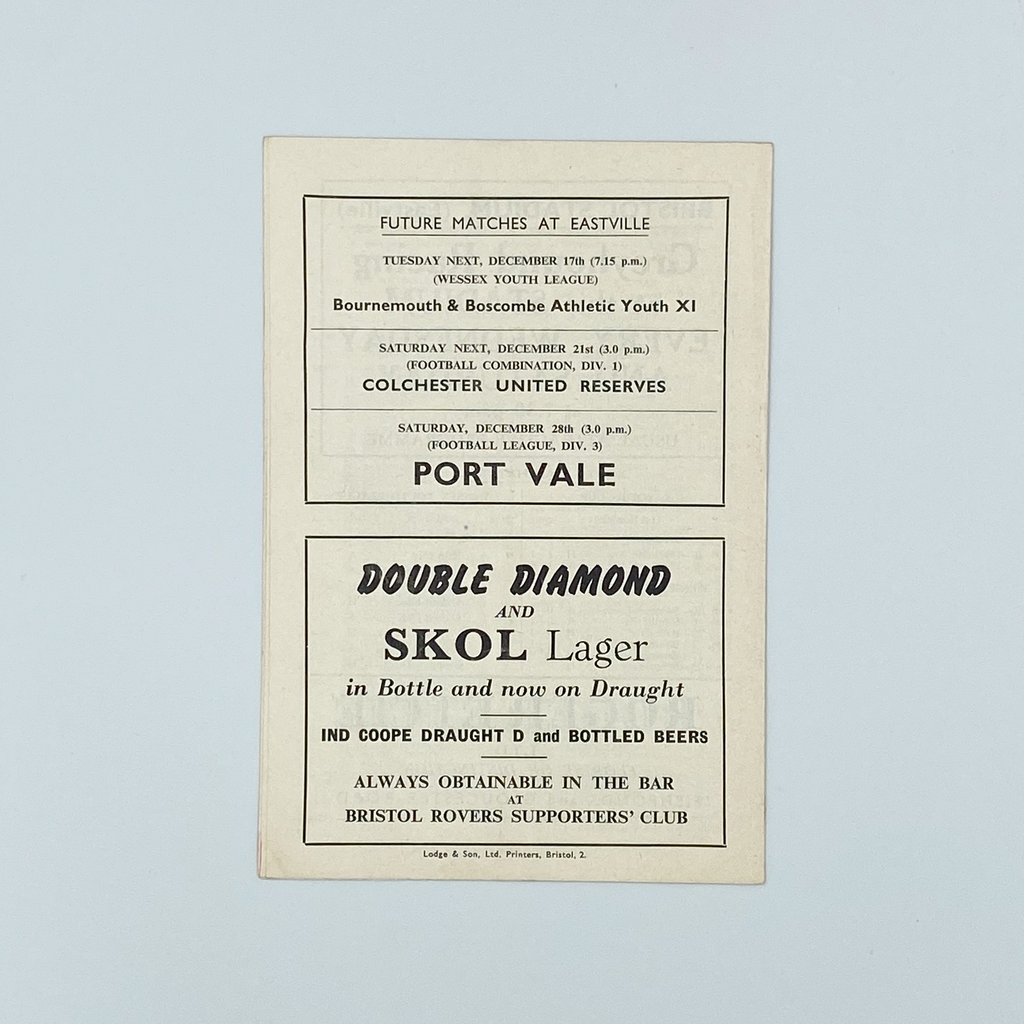 FUTURE MATCHES AT EASTVILLE
TUESDAY NEXT, DECEMBER 17th (7.15 p.m.)
(WESSEX YOUTH LEAGUE)
Bournemouth & Boscombe Athletic Youth XI
SATURDAY NEXT, DECEMBER 21st (3.0 p.m.)
(FOOTBALL COMBINATION, DIV. 1)
COLCHESTER UNITED RESERVES
SATURDAY, DECEMBER 28th (3.0 p.m.)
(FOOTBALL LEAGUE, DIV. 3)
PORT VALE
DOUBLE DIAMOND
AND
SKOL Lager
in Bottle and now on Draught
IND COOPE DRAUGHT D and BOTTLED BEERS
ALWAYS OBTAINABLE IN THE BAR
AT
BRISTOL ROVERS SUPPORTERS' CLUB
Lodge & Son, Ltd. Printers, Bristol, 2.